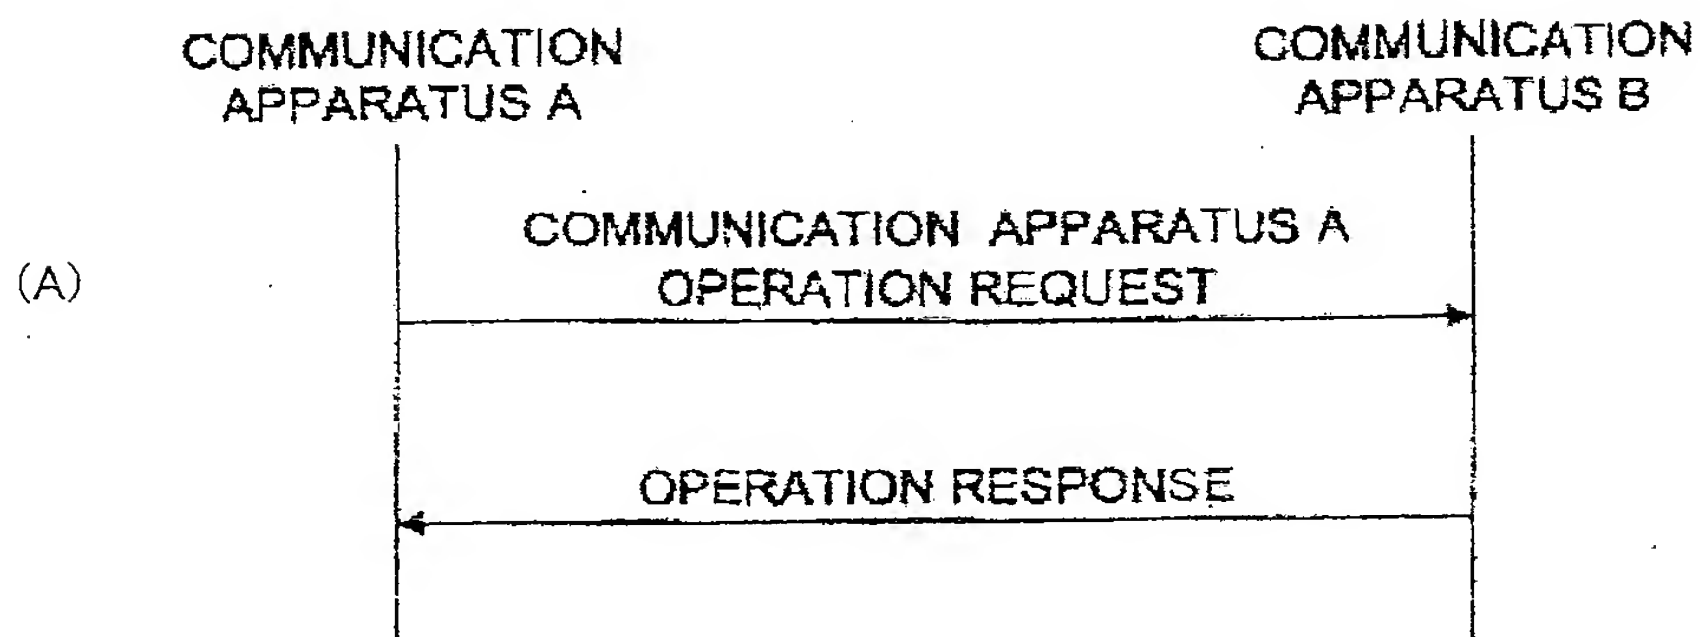 COMMUNICATION
APPARATUS A
COMMUNICATION
APPARATUS B
(A)
COMMUNICATION APPARATUS A
OPERATION REQUEST
OPERATION RESPONSE